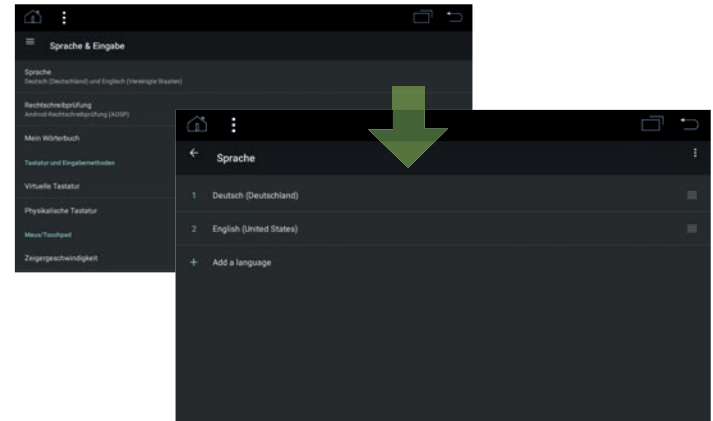 Sprache & Eingabe
Sprache
Deutsch (Deutschland) und Englisch (Vereinigte Staaten)
Rechtschreibprüfung
Android-Rechtschreibprüfung (AOSP)
Mein Wörterbuch
Tastatur und Eingabemethoden
Virtuelle Tastatur
Physikalische Tastatur
Maus/Touchpad
Zeigergeschwindigkeit
Sprache
1 Deutsch (Deutschland)
2 English (United States)
+ Add a language